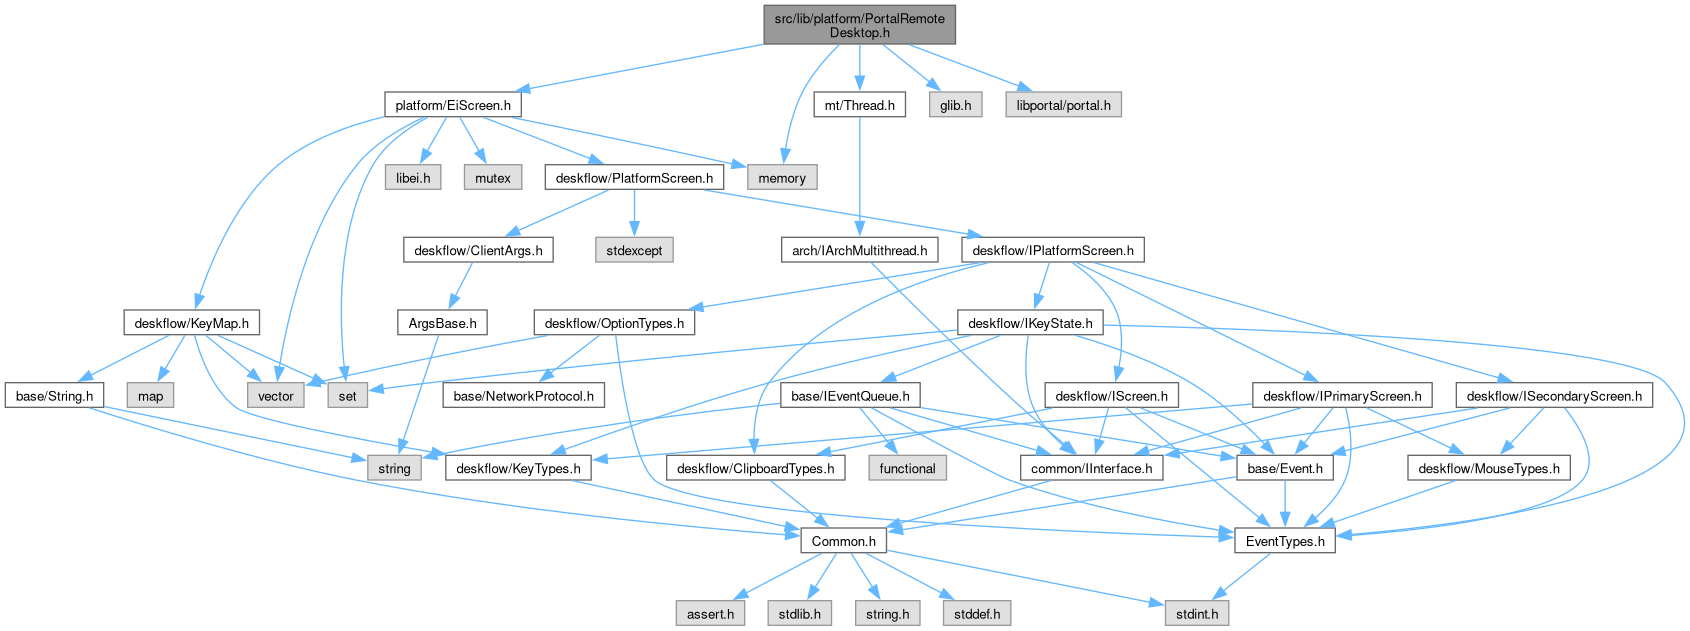 src/lib/platform/PortalRemote
Desktop.h
platform/EiScreen.h
mt/Thread.h
glib.h
libportal/portal.h
libei.h
mutex
deskflow/PlatformScreen.h
memory
deskflow/ClientArgs.h
stdexcept
arch/IArchMultithread.h
deskflow/IPlatformScreen.h
deskflow/KeyMap.h
ArgsBase.h
deskflow/OptionTypes.h
deskflow/IKeyState.h
base/String.h
map
vector
set
base/NetworkProtocol.h
base/IEventQueue.h
deskflow/IScreen.h
deskflow/IPrimaryScreen.h
deskflow/ISecondaryScreen.h
string
deskflow/KeyTypes.h
deskflow/ClipboardTypes.h
functional
common/IInterface.h
base/Event.h
deskflow/MouseTypes.h
Common.h
EventTypes.h
assert.h
stdlib.h
string.h
stddef.h
stdint.h